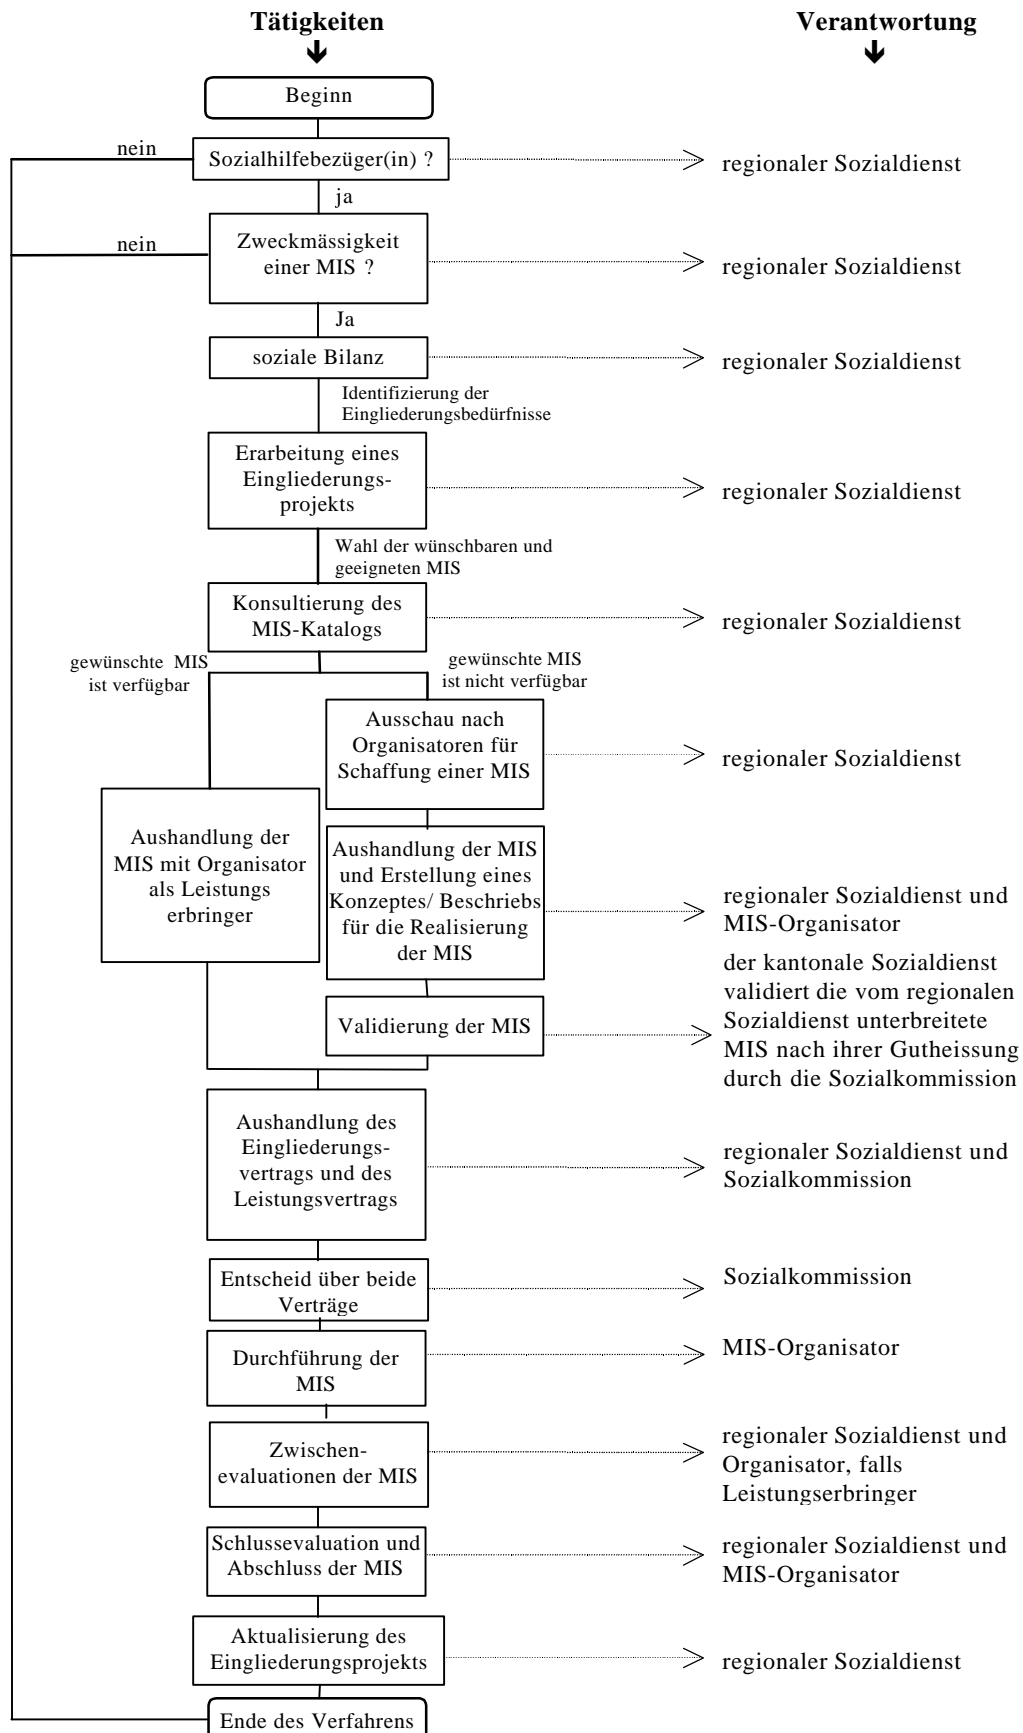 Tätigkeiten
Verantwortung
Beginn
nein
Sozialhilfebezüger(in) ?
regionaler Sozialdienst
ja
nein
Zweckmässigkeit
einer MIS ?
regionaler Sozialdienst
Ja
soziale Bilanz
regionaler Sozialdienst
Identifizierung der
Eingliederungsbedürfnisse
Erarbeitung eines
Eingliederungs-
projekts
regionaler Sozialdienst
Wahl der wünschbaren und
geeigneten MIS
Konsultierung des
MIS-Katalogs
regionaler Sozialdienst
gewünschte MIS
ist verfügbar
gewünschte MIS
ist nicht verfügbar
Ausschau nach
Organisatoren für
Schaffung einer MIS
regionaler Sozialdienst
Aushandlung der
MIS mit Organisator
als Leistungs
erbringer
Aushandlung der MIS
und Erstellung eines
Konzeptes/ Beschriebs
für die Realisierung
der MIS
regionaler Sozialdienst und
MIS-Organisator
Validierung der MIS
der kantonale Sozialdienst
validiert die vom regionalen
Sozialdienst unterbreitete
MIS nach ihrer Gutheissung
durch die Sozialkommission
Aushandlung des
Eingliederungs-
vertrags und des
Leistungsvertrags
regionaler Sozialdienst und
Sozialkommission
Entscheid über beide
Verträge
Sozialkommission
Durchführung der
MIS
MIS-Organisator
Zwischen-
evaluationen der MIS
regionaler Sozialdienst und
Organisator, falls
Leistungserbringer
Schlussevaluation und
Abschluss der MIS
regionaler Sozialdienst und
MIS-Organisator
Aktualisierung des
Eingliederungsprojekts
regionaler Sozialdienst
Ende des Verfahrens